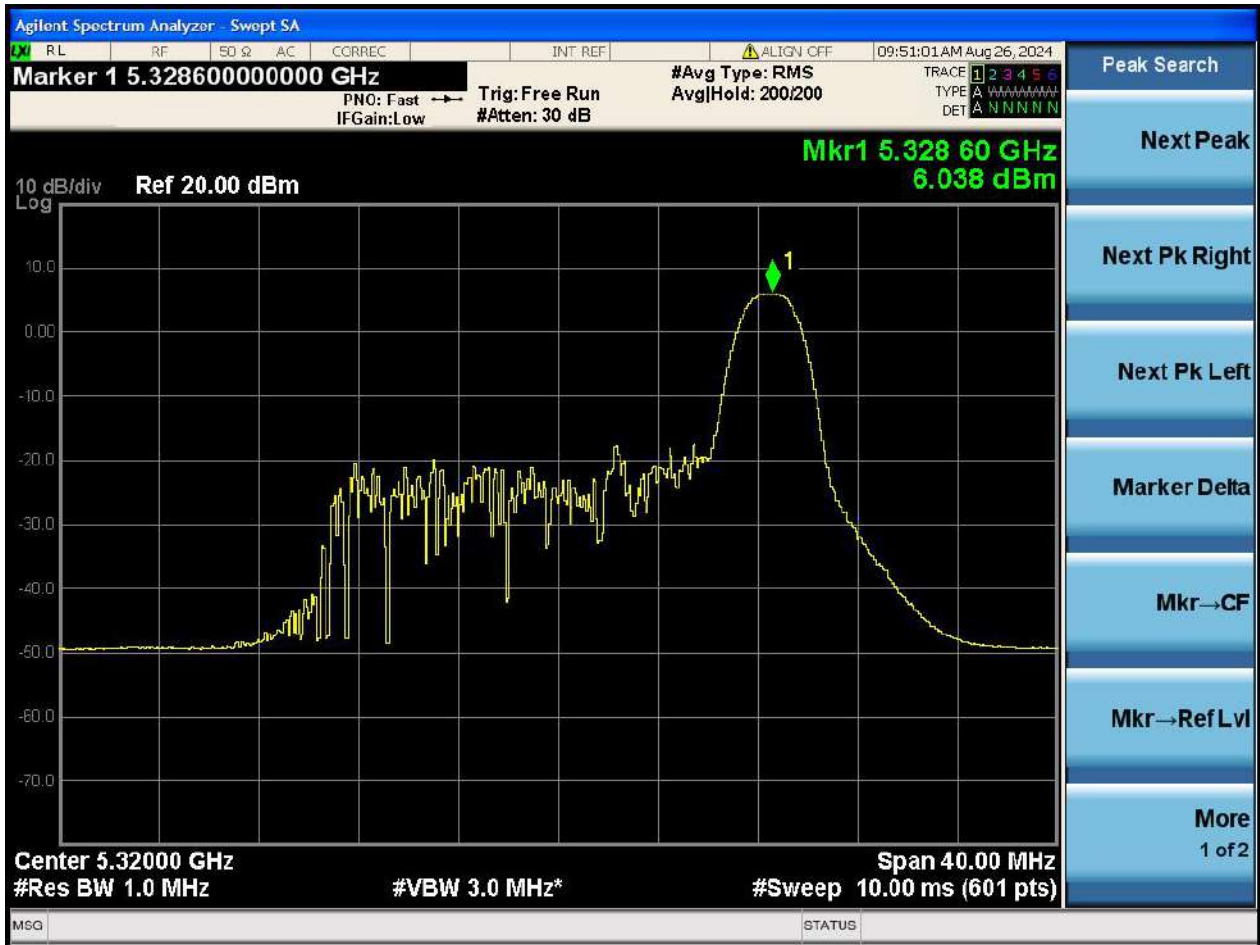 Agilent Spectrum Analyzer - Swept SA
LXI RL RF 50 Ω AC CORREC INT REF ALIGN OFF 09:51:01 AM Aug 26, 2024
Marker 1 5.328600000000 GHz
PNO: Fast
IFGain:Low
Trig: Free Run
#Atten: 30 dB
#Avg Type: RMS
Avg|Hold: 200/200
TRACE 1 2 3 4 5 6
TYPE A WWWWW
DET A N N N N N
Mkr1 5.328 60 GHz
6.038 dBm
10 dB/div Ref 20.00 dBm
Log
1
10.0
0.00
-10.0
-20.0
-30.0
-40.0
-50.0
-60.0
-70.0
Center 5.32000 GHz Span 40.00 MHz
#Res BW 1.0 MHz #VBW 3.0 MHz* #Sweep 10.00 ms (601 pts)
MSG STATUS
Peak Search
Next Peak
Next Pk Right
Next Pk Left
Marker Delta
Mkr→CF
Mkr→Ref Lvl
More
1 of 2